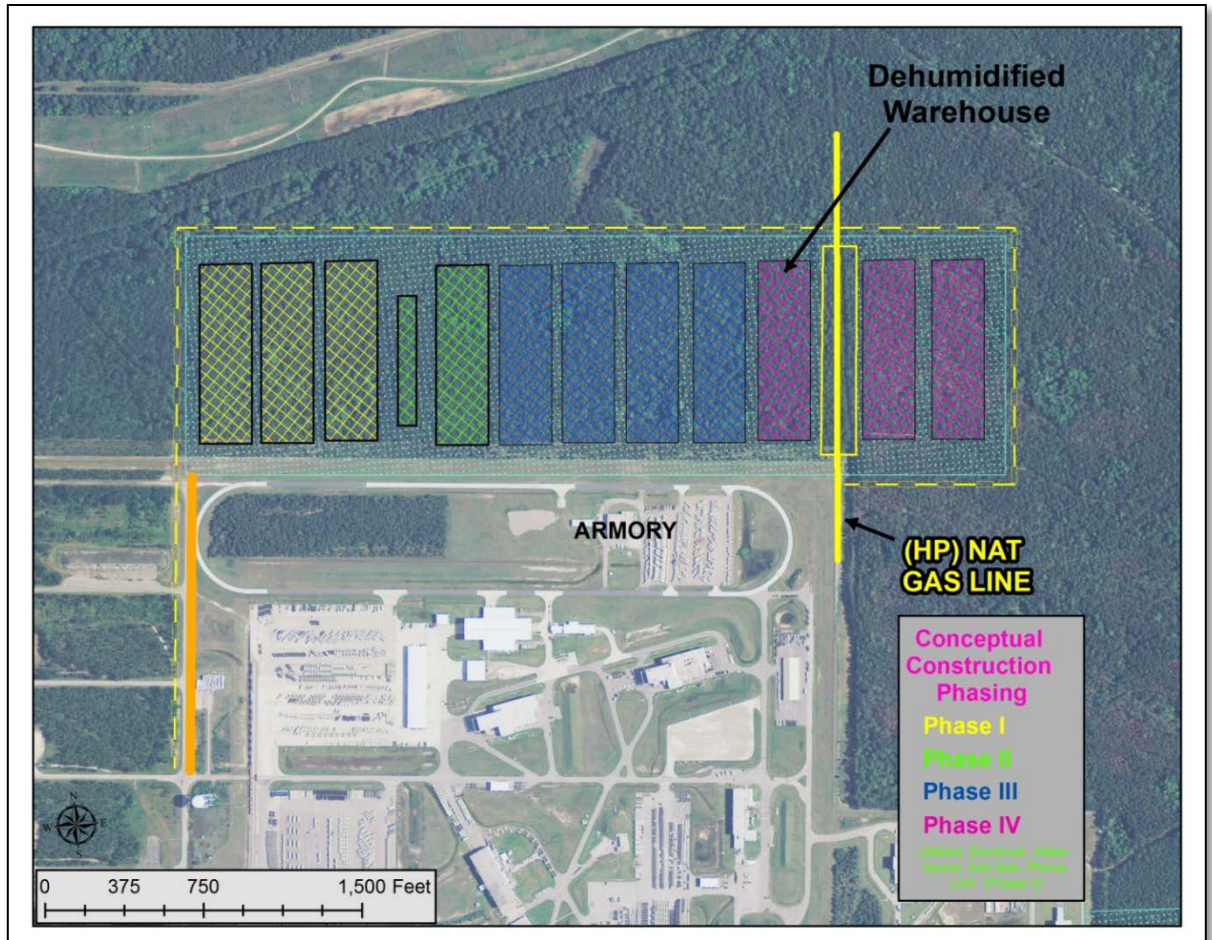 Dehumidified
Warehouse
ARMORY
(HP) NAT
GAS LINE
Conceptual
Construction
Phasing
Phase I
Phase II
Phase III
Phase IV
N
W E
S
0 375 750 1,500 Feet